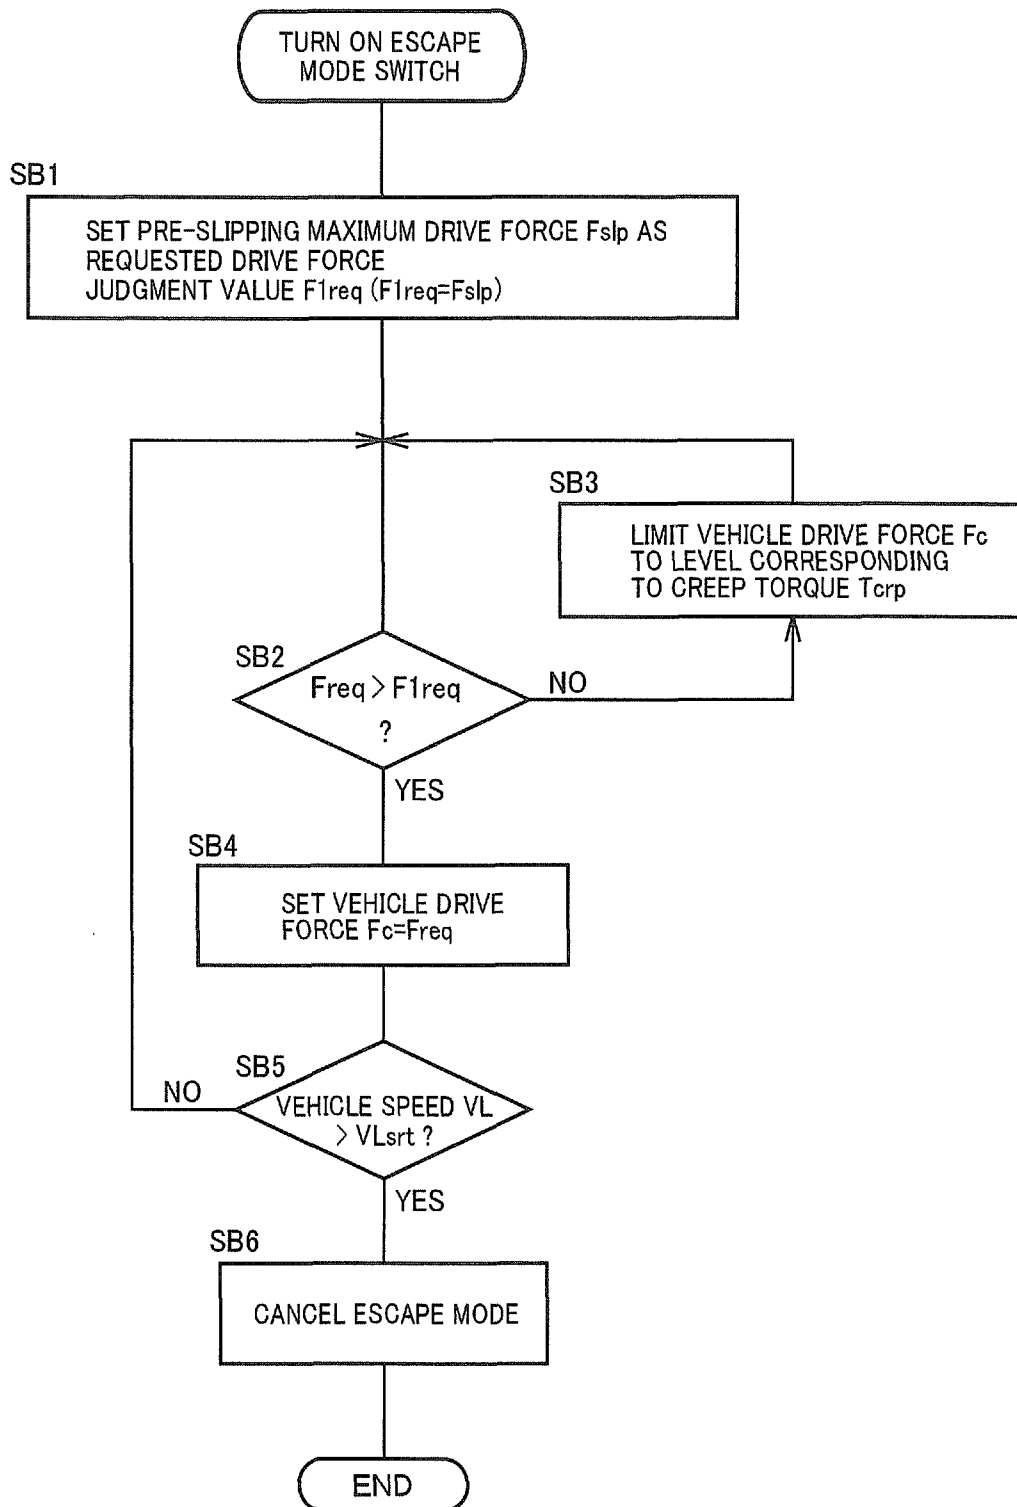 TURN ON ESCAPE
MODE SWITCH
SB1
SET PRE-SLIPPING MAXIMUM DRIVE FORCE Fslp AS
REQUESTED DRIVE FORCE
JUDGMENT VALUE F1req (F1req=Fslp)
SB3
LIMIT VEHICLE DRIVE FORCE Fc
TO LEVEL CORRESPONDING
TO CREEP TORQUE Tcrp
SB2
Freq > F1req
?
NO
YES
SB4
SET VEHICLE DRIVE
FORCE Fc=Freq
SB5
NO
VEHICLE SPEED VL
> VLsrt ?
YES
SB6
CANCEL ESCAPE MODE
END